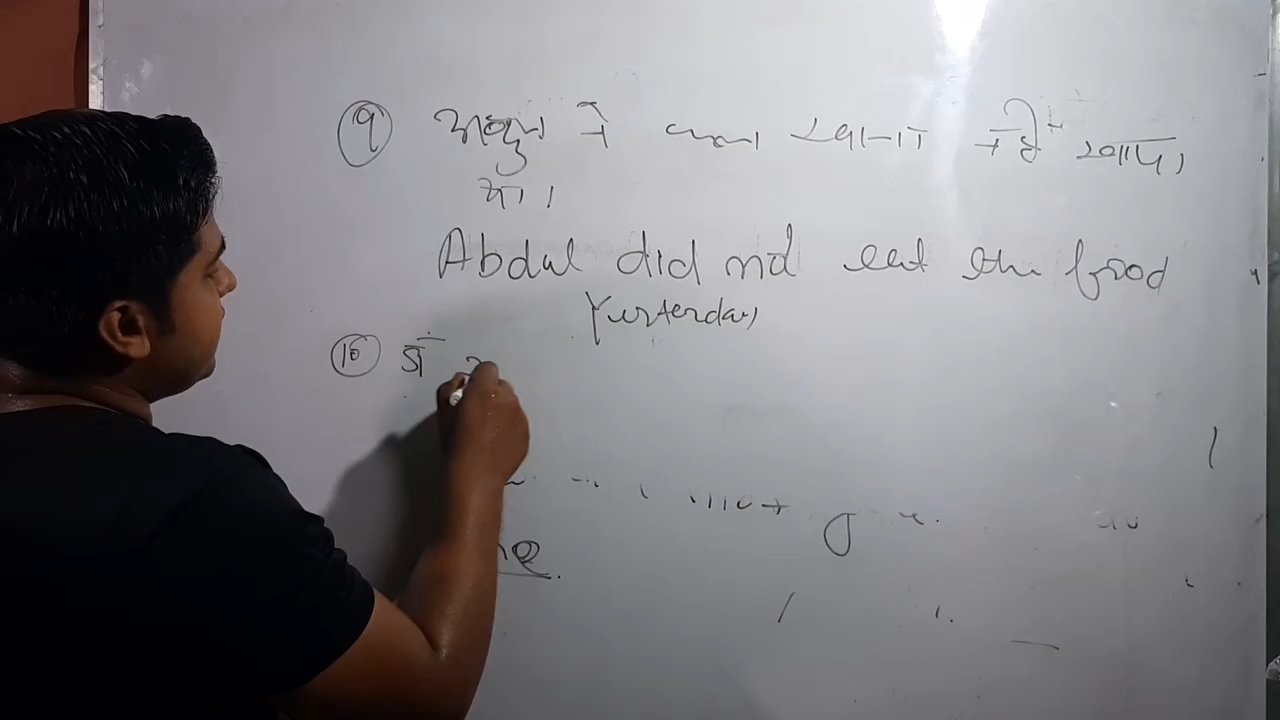 9 अब्दुल ने कल खाना नहीं खाया
था।
Abdul did not eat the food
Yesterday
10